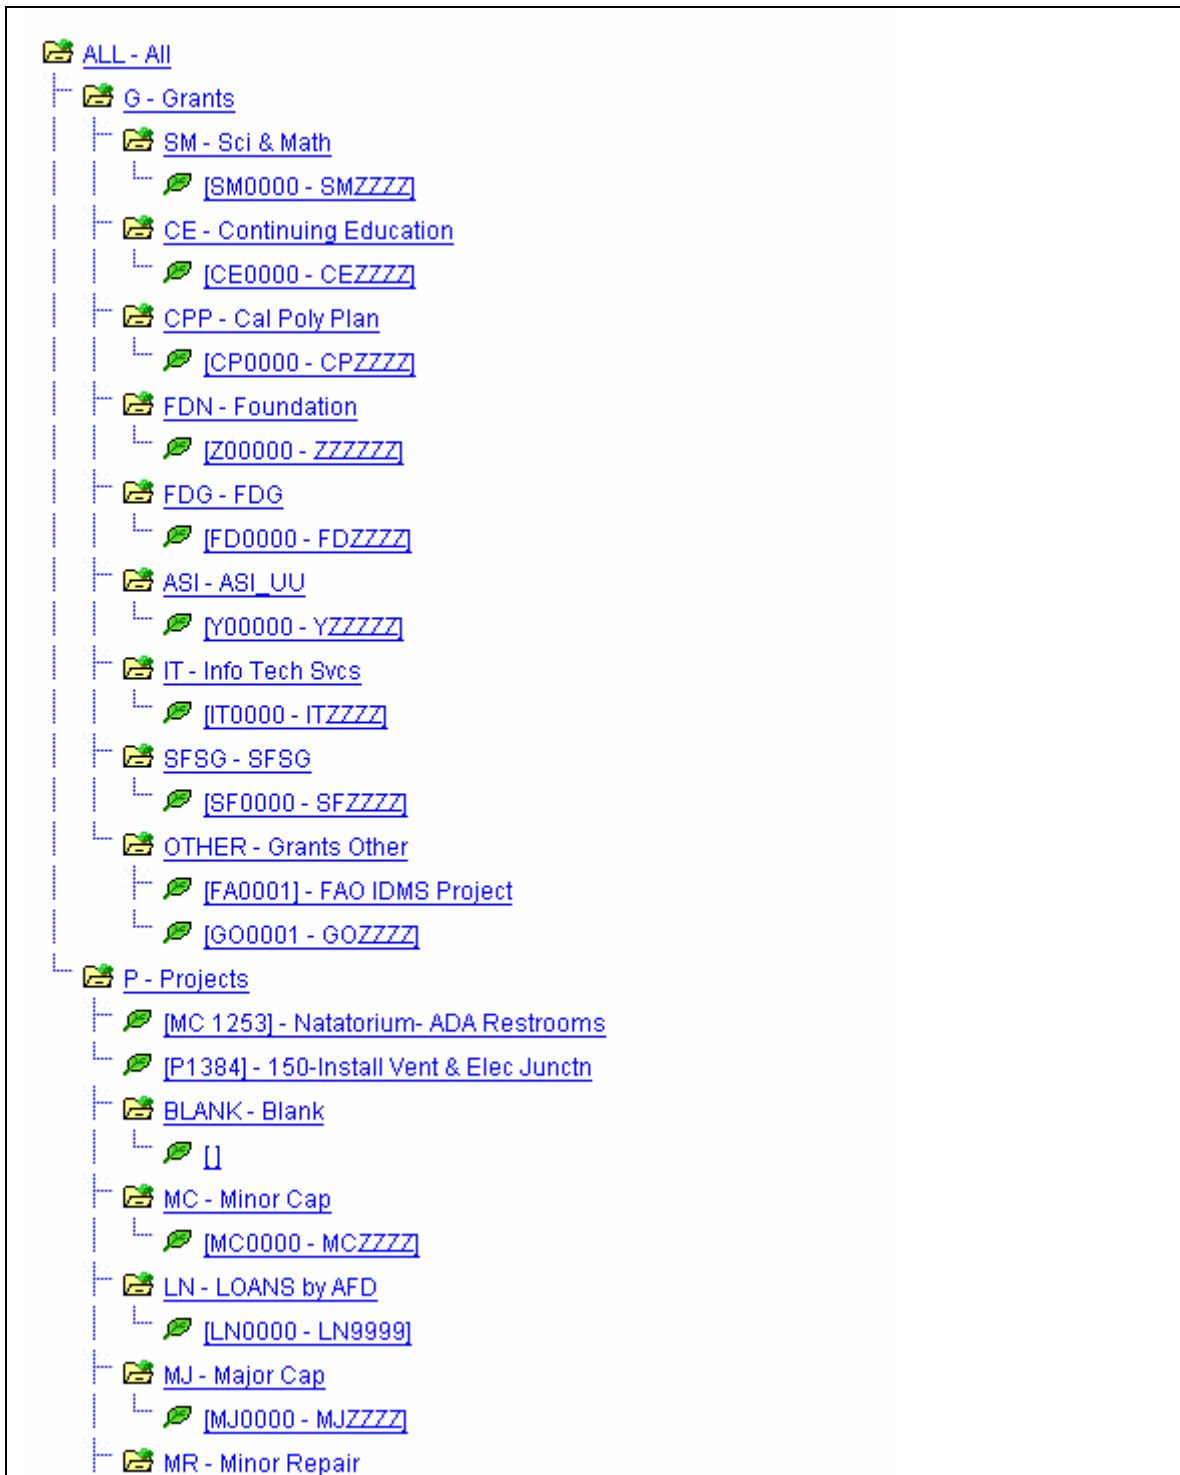 ALL - All
G - Grants
SM - Sci & Math
[SM0000 - SMZZZZ]
CE - Continuing Education
[CE0000 - CEZZZZ]
CPP - Cal Poly Plan
[CP0000 - CPZZZZ]
FDN - Foundation
[Z00000 - ZZZZZZ]
FDG - FDG
[FD0000 - FDZZZZ]
ASI - ASI_UU
[Y00000 - YZZZZZ]
IT - Info Tech Svcs
[IT0000 - ITZZZZ]
SFSG - SFSG
[SF0000 - SFZZZZ]
OTHER - Grants Other
[FA0001] - FAO IDMS Project
[GO0001 - GOZZZZ]
P - Projects
[MC 1253] - Natatorium- ADA Restrooms
[P1384] - 150-Install Vent & Elec Junctn
BLANK - Blank
[]
MC - Minor Cap
[MC0000 - MCZZZZ]
LN - LOANS by AFD
[LN0000 - LN9999]
MJ - Major Cap
[MJ0000 - MJZZZZ]
MR - Minor Repair